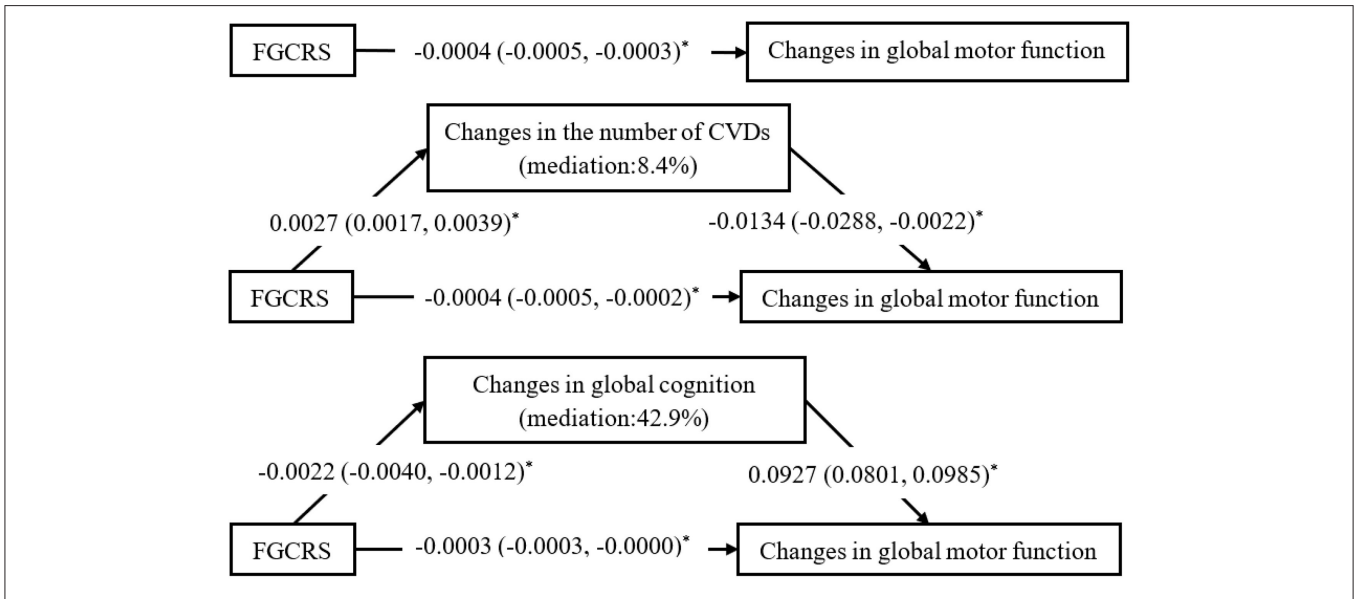 FGCRS
-0.0004 (-0.0005, -0.0003)*
Changes in global motor function
Changes in the number of CVDs
(mediation:8.4%)
0.0027 (0.0017, 0.0039)*
-0.0134 (-0.0288, -0.0022)*
FGCRS
-0.0004 (-0.0005, -0.0002)*
Changes in global motor function
Changes in global cognition
(mediation:42.9%)
-0.0022 (-0.0040, -0.0012)*
0.0927 (0.0801, 0.0985)*
FGCRS
-0.0003 (-0.0003, -0.0000)*
Changes in global motor function